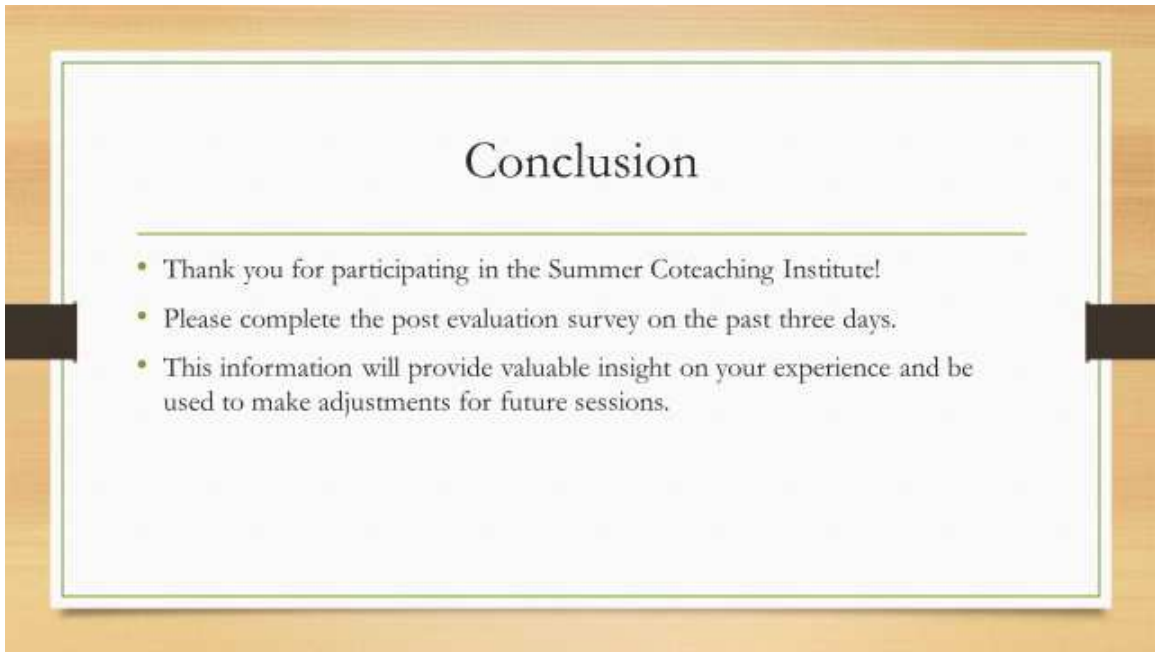 Conclusion
• Thank you for participating in the Summer Coteaching Institute!
• Please complete the post evaluation survey on the past three days.
• This information will provide valuable insight on your experience and be
used to make adjustments for future sessions.